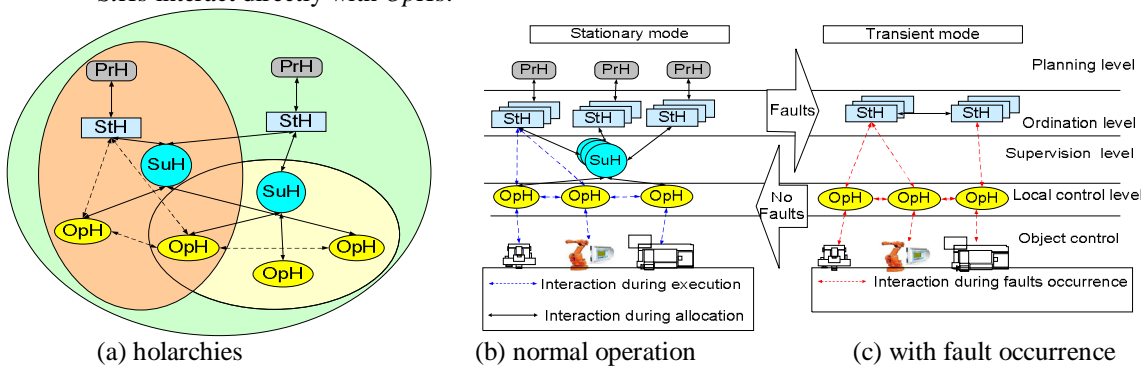 StHs interact directly with OpHs.
PrH
PrH
StH
StH
SuH
SuH
OpH
OpH
OpH
OpH
Stationary mode
Transient mode
PrH
PrH
PrH
Planning level
StH
StH
StH
Faults
StH
StH
Ordination level
SuH
Supervision level
OpH
OpH
OpH
No
Faults
OpH
OpH
OpH
Local control level
Object control
Interaction during execution
Interaction during allocation
Interaction during faults occurrence
(a) holarchies
(b) normal operation
(c) with fault occurrence